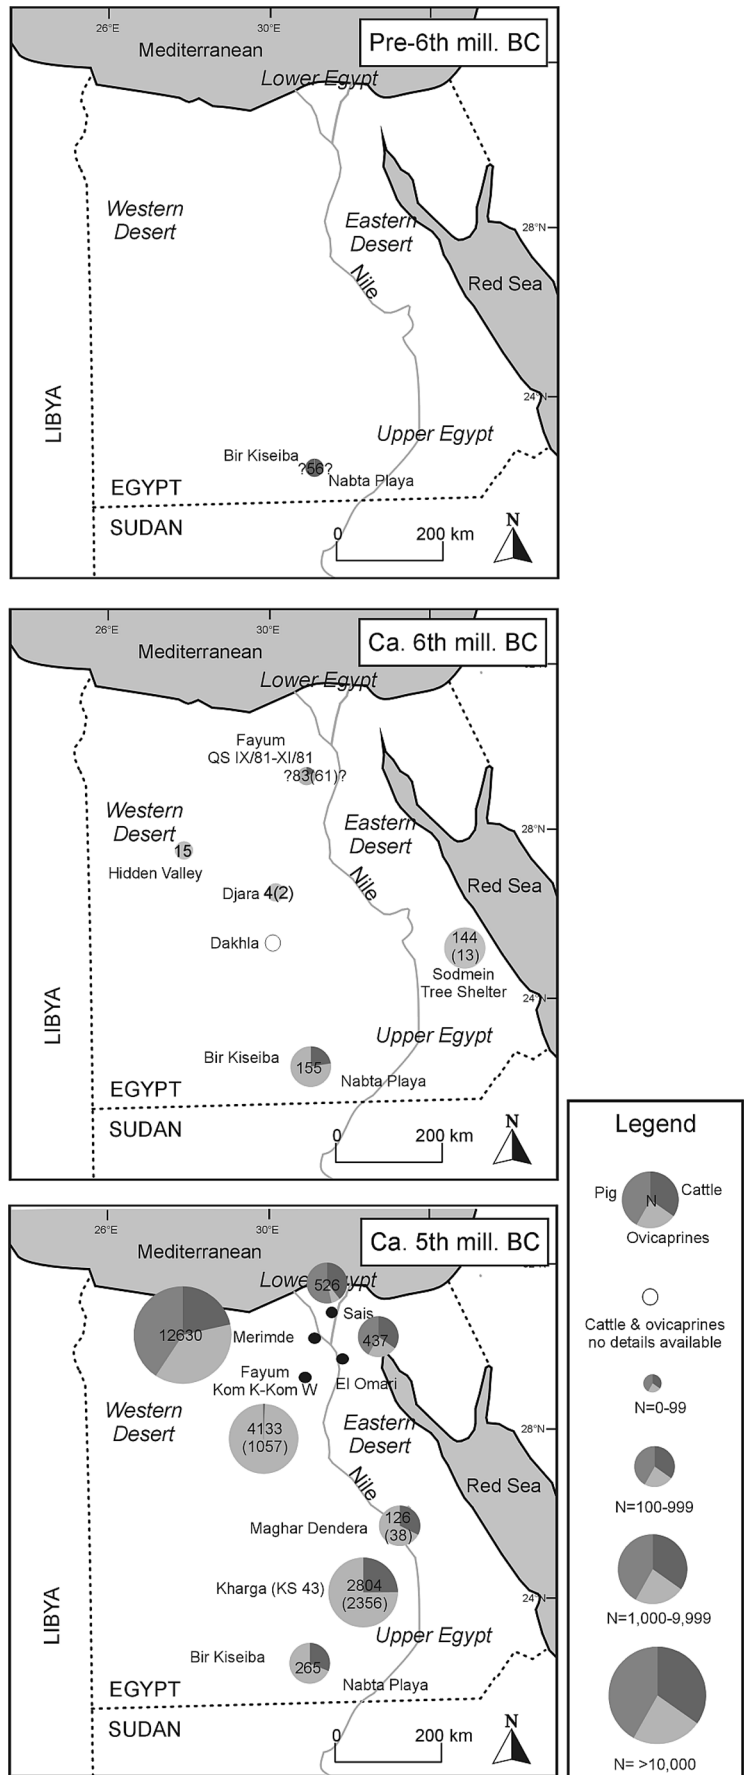 26°E
30°E
Mediterranean
Pre-6th mill. BC
Lower Egypt
Western
Desert
Eastern
Desert
28°N
Nile
Red Sea
LIBYA
24°N
Upper Egypt
Bir Kiseiba
?56?
Nabta Playa
EGYPT
SUDAN
0
200 km
N
26°E
30°E
Mediterranean
Ca. 6th mill. BC
Lower Egypt
Fayum
QS IX/81-XI/81
?83(61)?
Western
Desert
Eastern
Desert
28°N
15
Hidden Valley
Nile
Red Sea
Djara 4(2)
Dakhla
144
(13)
Sodmein
Tree Shelter
LIBYA
24°N
Upper Egypt
Bir Kiseiba
155
Nabta Playa
EGYPT
SUDAN
0
200 km
N
26°E
30°E
Mediterranean
Ca. 5th mill. BC
Lower Egypt
526
Sais
12630
Merimde
437
El Omari
Fayum
Kom K-Kom W
Western
Desert
4133
(1057)
Eastern
Desert
28°N
Nile
Red Sea
Maghar Dendera
126
(38)
Kharga (KS 43)
2804
(2356)
LIBYA
24°N
Upper Egypt
Bir Kiseiba
265
Nabta Playa
EGYPT
SUDAN
0
200 km
N
Legend
Pig
N
Cattle
Ovicaprines
Cattle & ovicaprines
no details available
N=0-99
N=100-999
N=1,000-9,999
N= >10,000